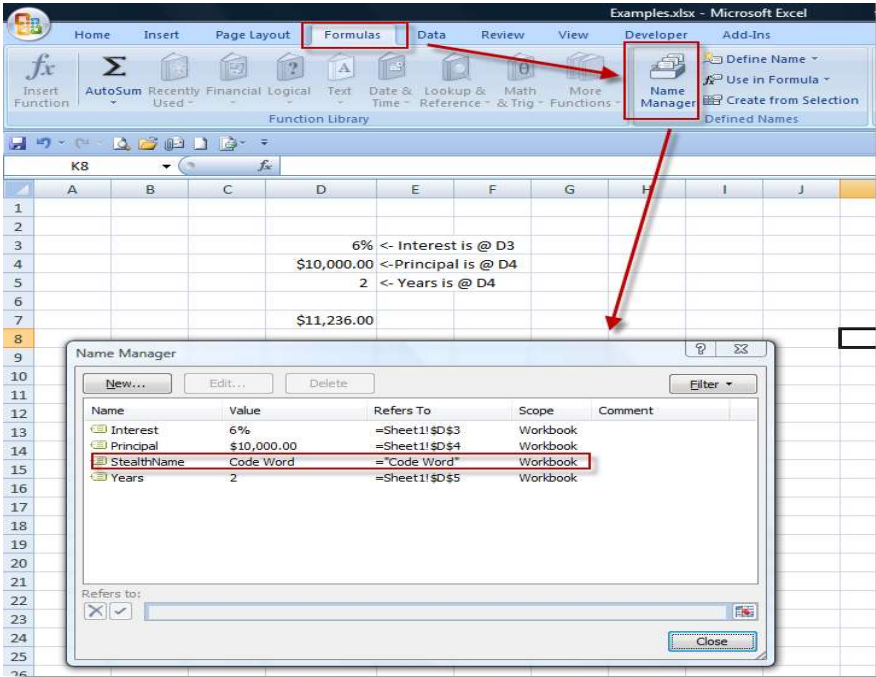 Examples.xlsx - Microsoft Excel
Home Insert Page Layout Formulas Data Review View Developer Add-Ins
fx Insert Function
Σ AutoSum
Recently Used
Financial
Logical
A Text
Date & Time
Lookup & Reference
θ Math & Trig
More Functions
Function Library
Name Manager
Define Name
fx Use in Formula
Create from Selection
Defined Names
K8 fx
A B C D E F G H I J
1
2
3 6% <- Interest is @ D3
4 $10,000.00 <-Principal is @ D4
5 2 <- Years is @ D4
6
7 $11,236.00
8
9
10
11
12
13
14
15
16
17
18
19
20
21
22
23
24
25
26
Name Manager ?
New... Edit... Delete Filter
Name Value Refers To Scope Comment
Interest 6% =Sheet1!$D$3 Workbook
Principal $10,000.00 =Sheet1!$D$4 Workbook
StealthName Code Word ="Code Word" Workbook
Years 2 =Sheet1!$D$5 Workbook
Refers to:
Close